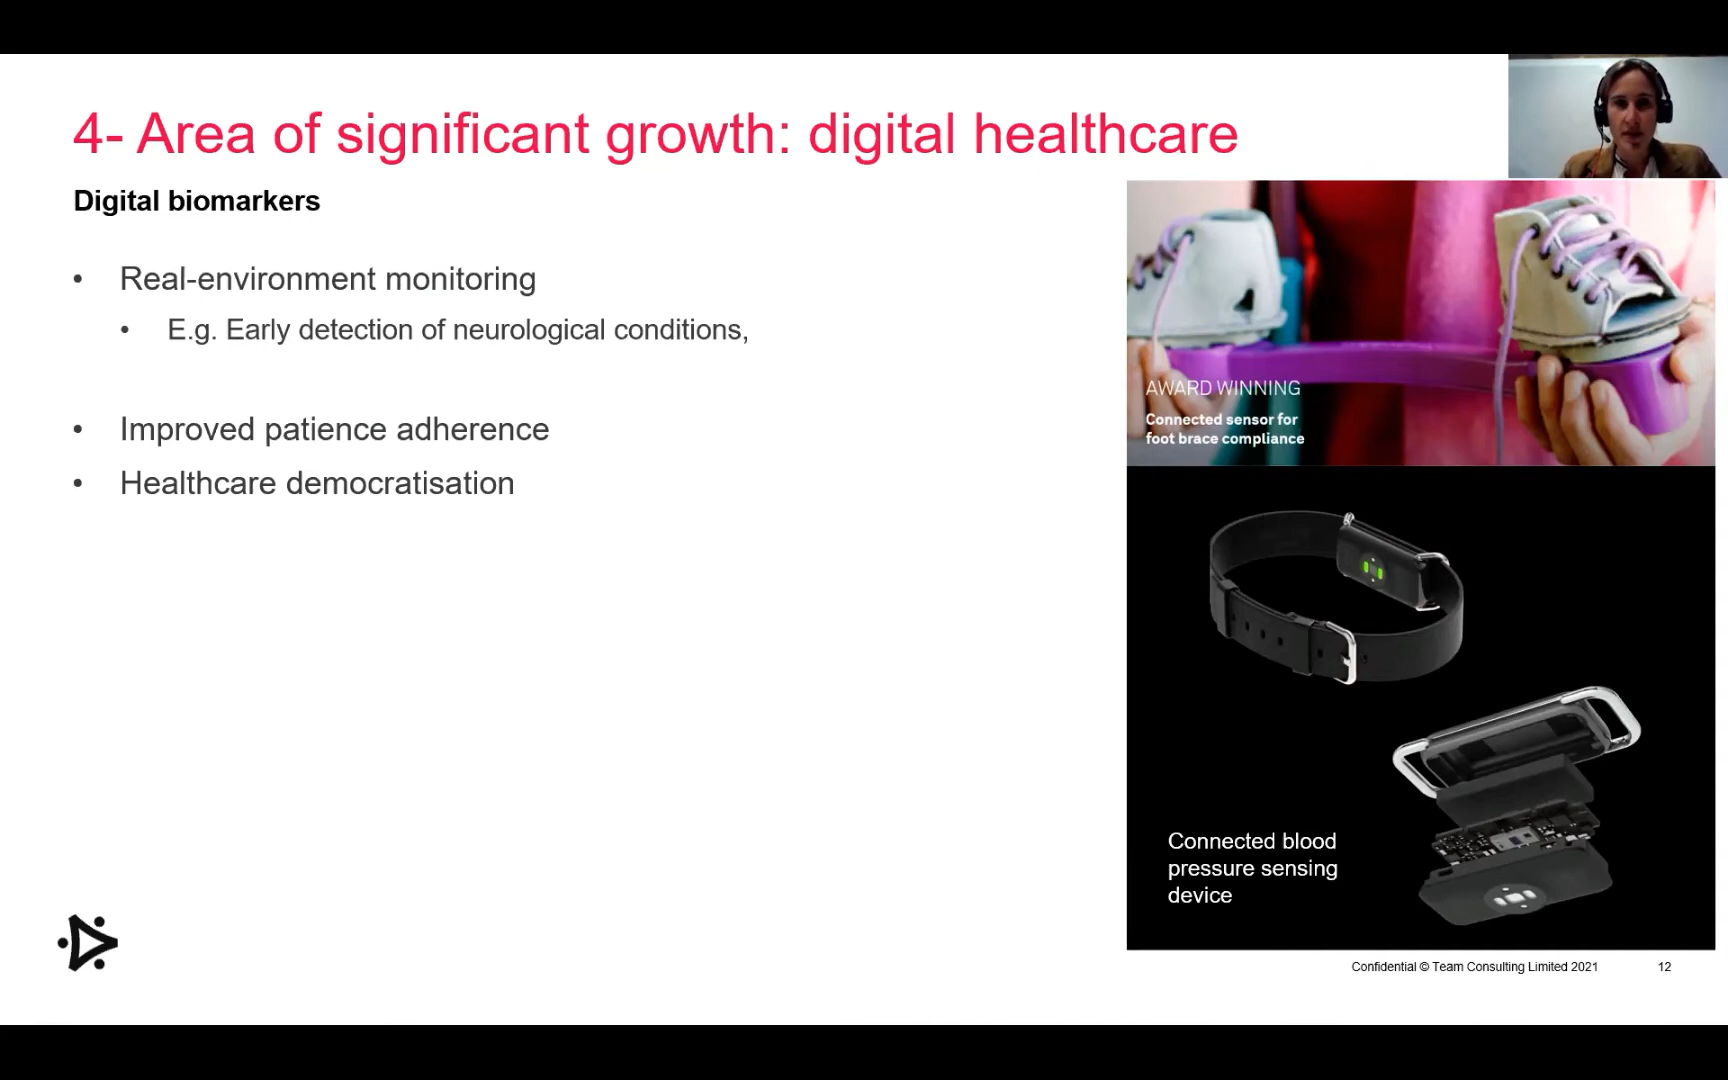 4- Area of significant growth: digital healthcare
Digital biomarkers
• Real-environment monitoring
• E.g. Early detection of neurological conditions,
• Improved patience adherence
• Healthcare democratisation
AWARD WINNING
Connected sensor for
foot brace compliance
Connected blood
pressure sensing
device
Confidential © Team Consulting Limited 2021
12